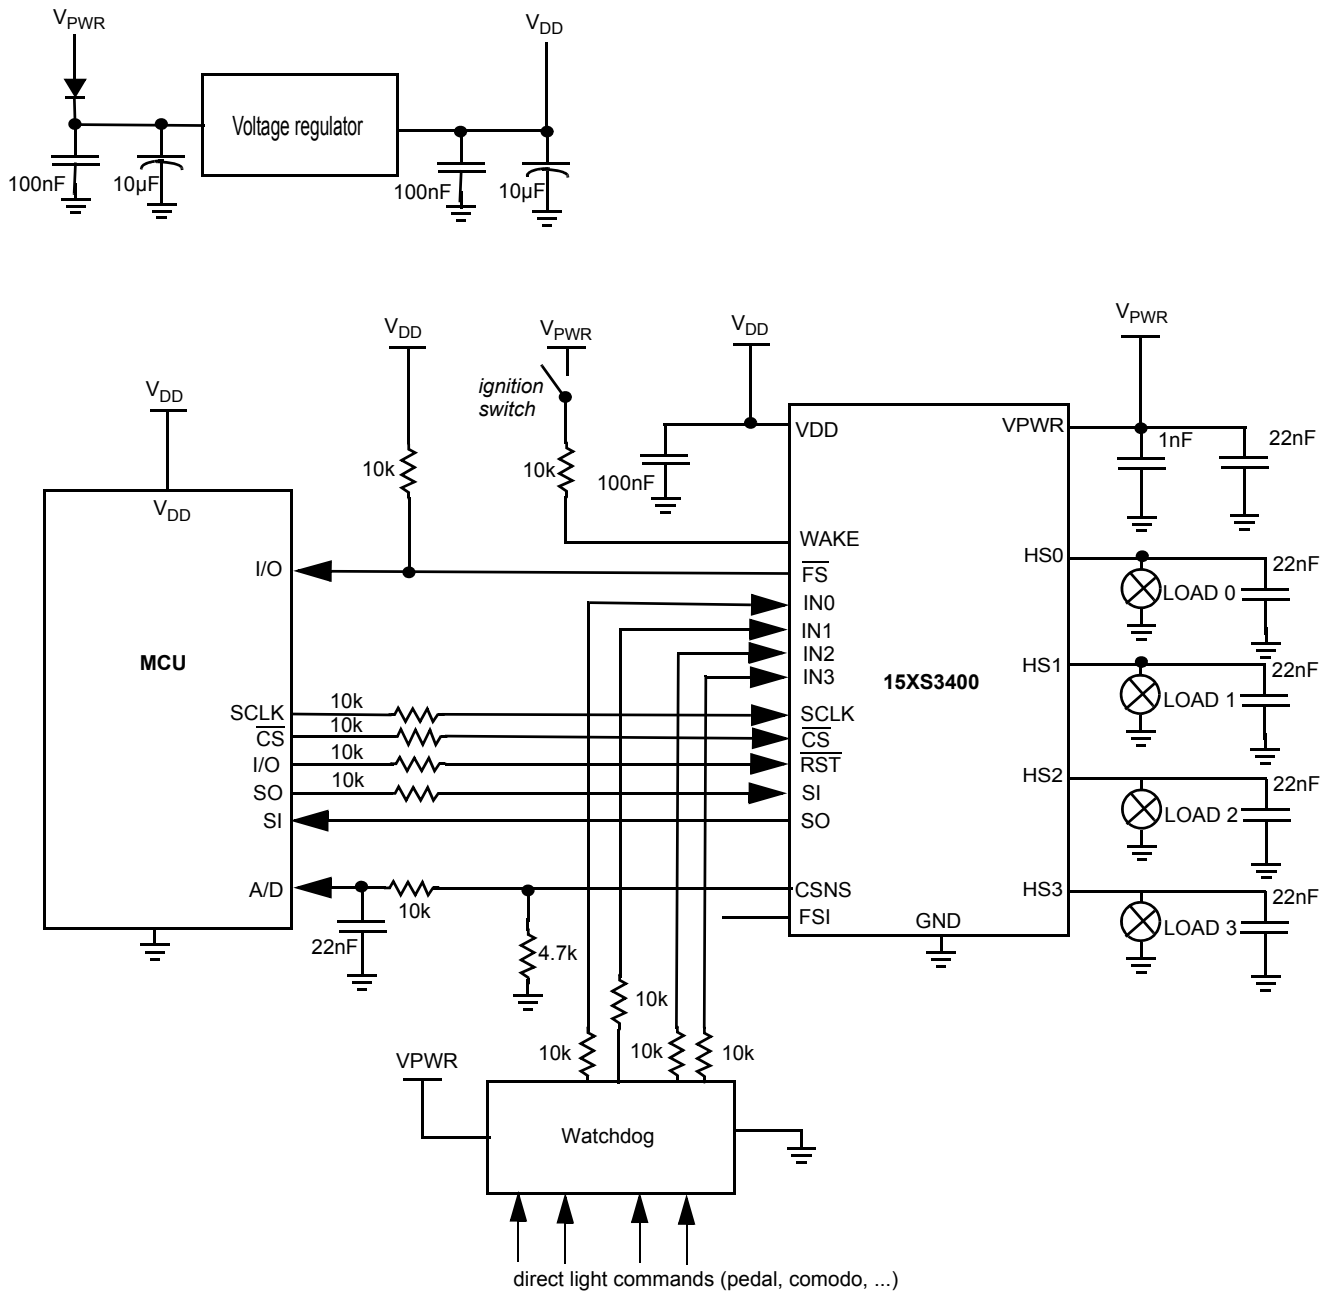 VPWR
VDD
Voltage regulator
100nF
10µF
100nF
10µF
VDD
VPWR
VDD
VPWR
VDD
ignition
switch
10k
10k
100nF
VDD
VPWR
1nF
22nF
VDD
WAKE
I/O
FS
HS0
22nF
LOAD 0
IN0
IN1
IN2
IN3
MCU
15XS3400
HS1
22nF
LOAD 1
SCLK
10k
SCLK
CS
10k
CS
I/O
10k
RST
SO
10k
SI
SI
SO
HS2
22nF
LOAD 2
A/D
10k
CSNS
FSI
GND
HS3
22nF
LOAD 3
22nF
4.7k
10k
10k
10k
10k
VPWR
Watchdog
direct light commands (pedal, comodo, ...)